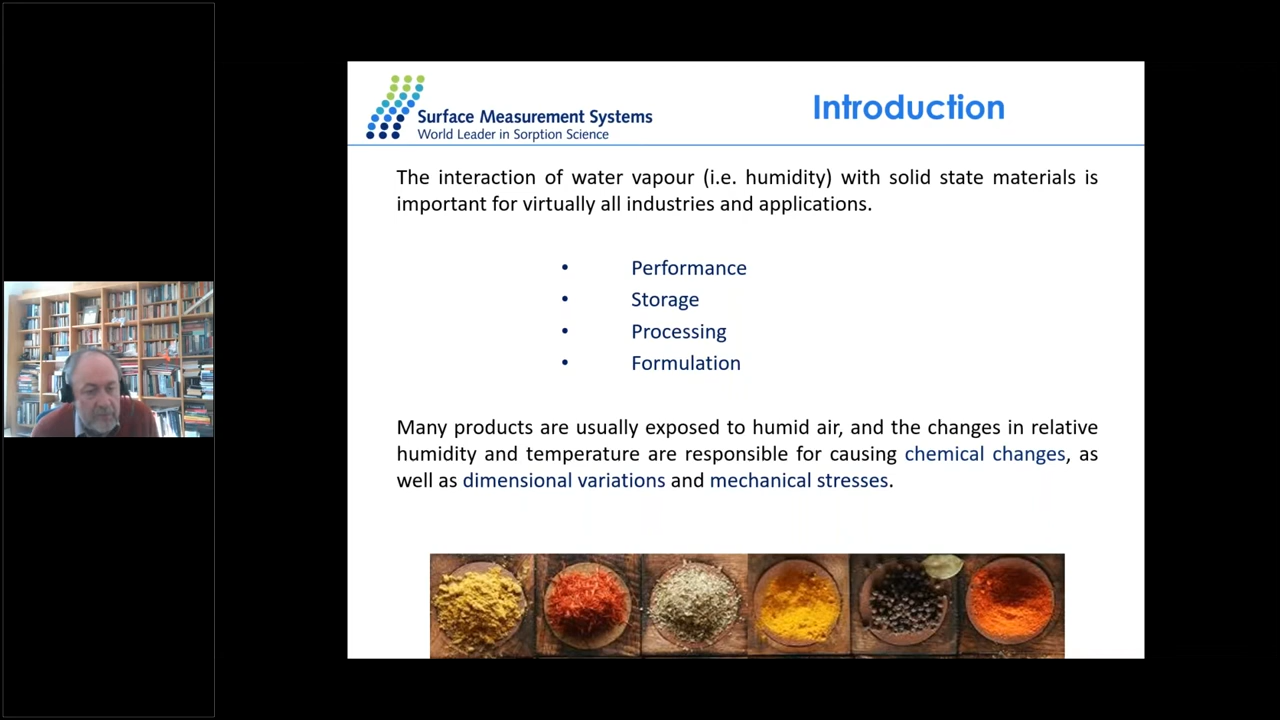 Surface Measurement Systems
World Leader in Sorption Science
Introduction
The interaction of water vapour (i.e. humidity) with solid state materials is
important for virtually all industries and applications.
• Performance
• Storage
• Processing
• Formulation
Many products are usually exposed to humid air, and the changes in relative
humidity and temperature are responsible for causing chemical changes, as
well as dimensional variations and mechanical stresses.